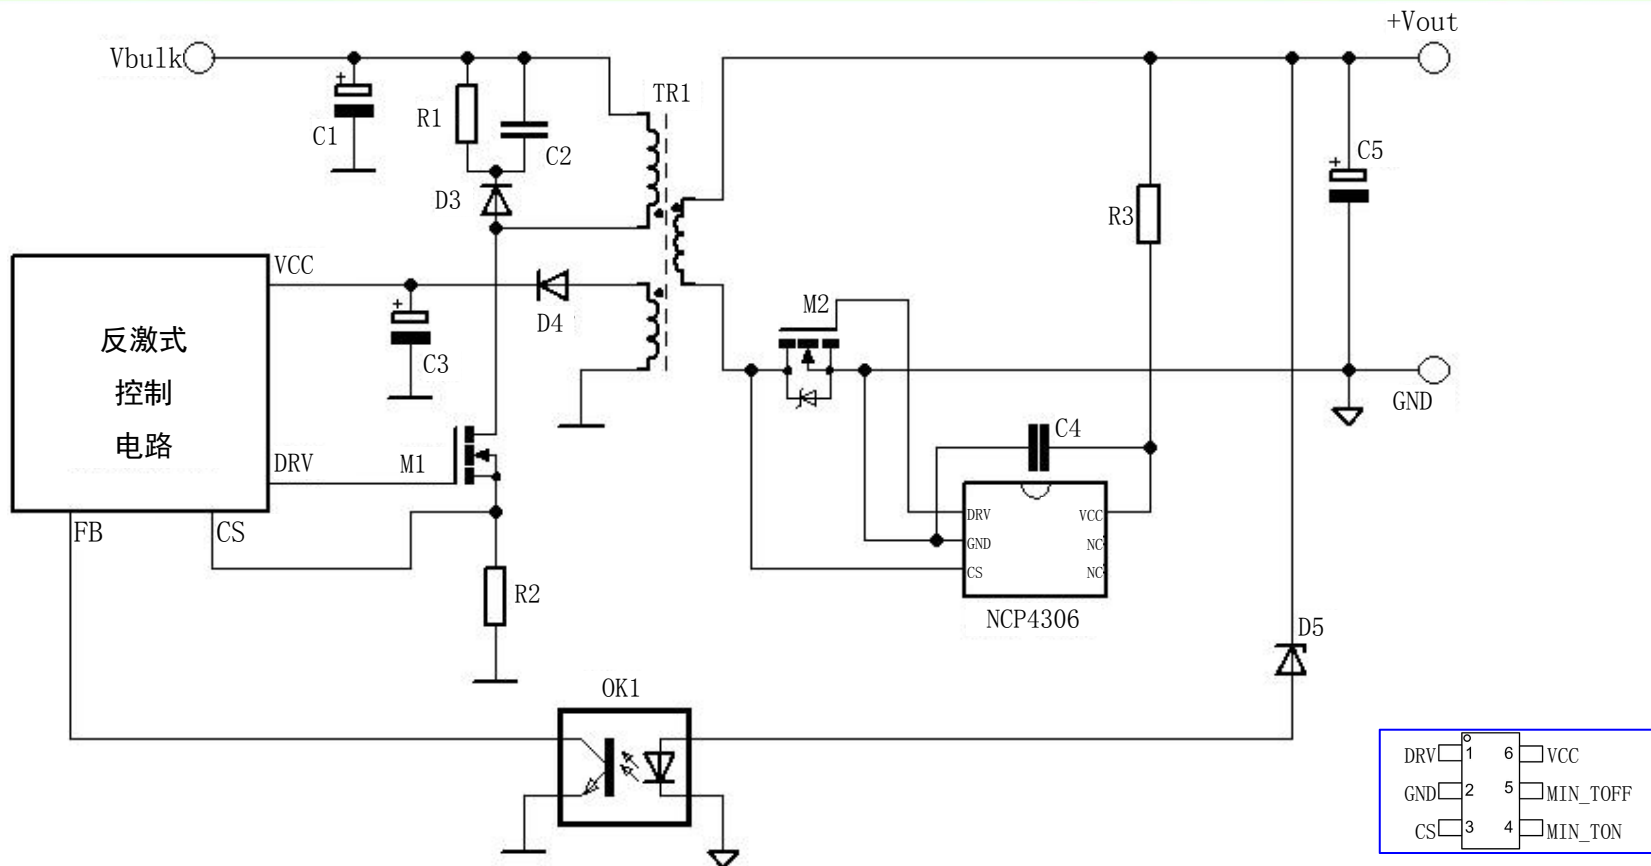 +Vout
Vbulk
TR1
C1
R1
C2
C5
D3
R3
VCC
D4
M2
反激式
控制
电路
C3
GND
C4
DRV
M1
DRV
VCC
GND
NC
CS
NC
FB
CS
R2
NCP4306
D5
OK1
DRV 1 6 VCC
GND 2 5 MIN_TOFF
CS 3 4 MIN_TON